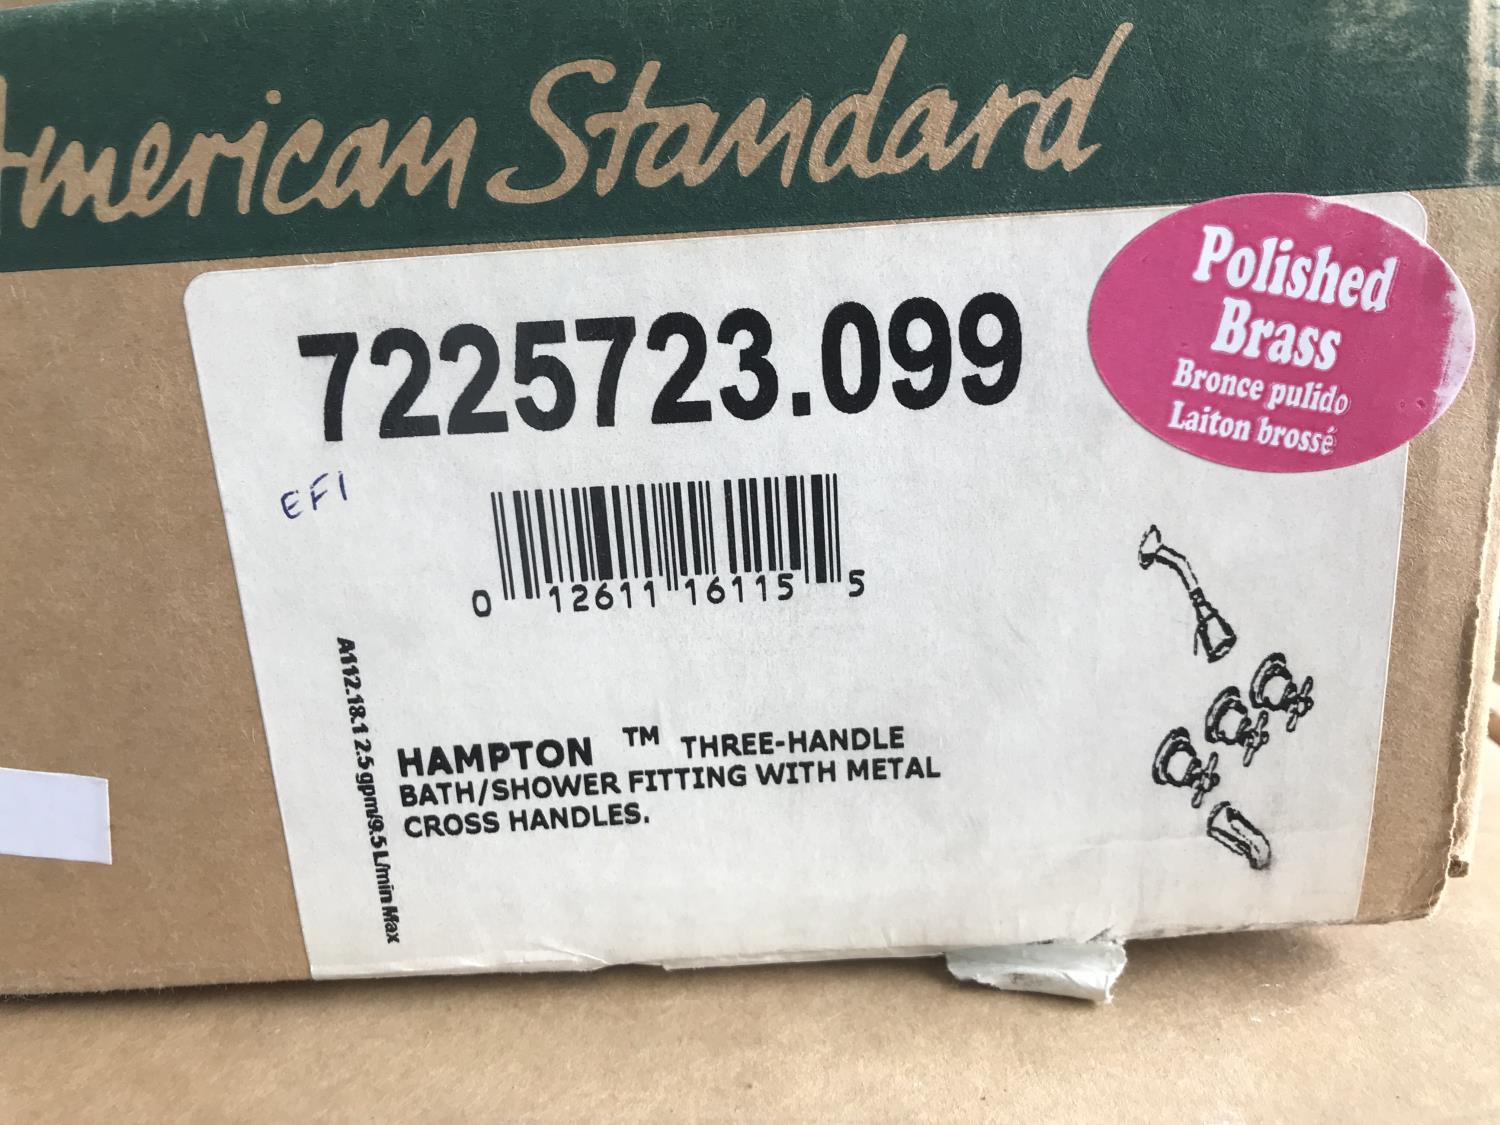 American Standard
Polished
Brass
Bronce pulido
Laiton brossé
7225723.099
EFI
0 12611 16115 5
A112.18.1 2.5 gpm/9.5 L/min Max
HAMPTON ™ THREE-HANDLE
BATH/SHOWER FITTING WITH METAL
CROSS HANDLES.